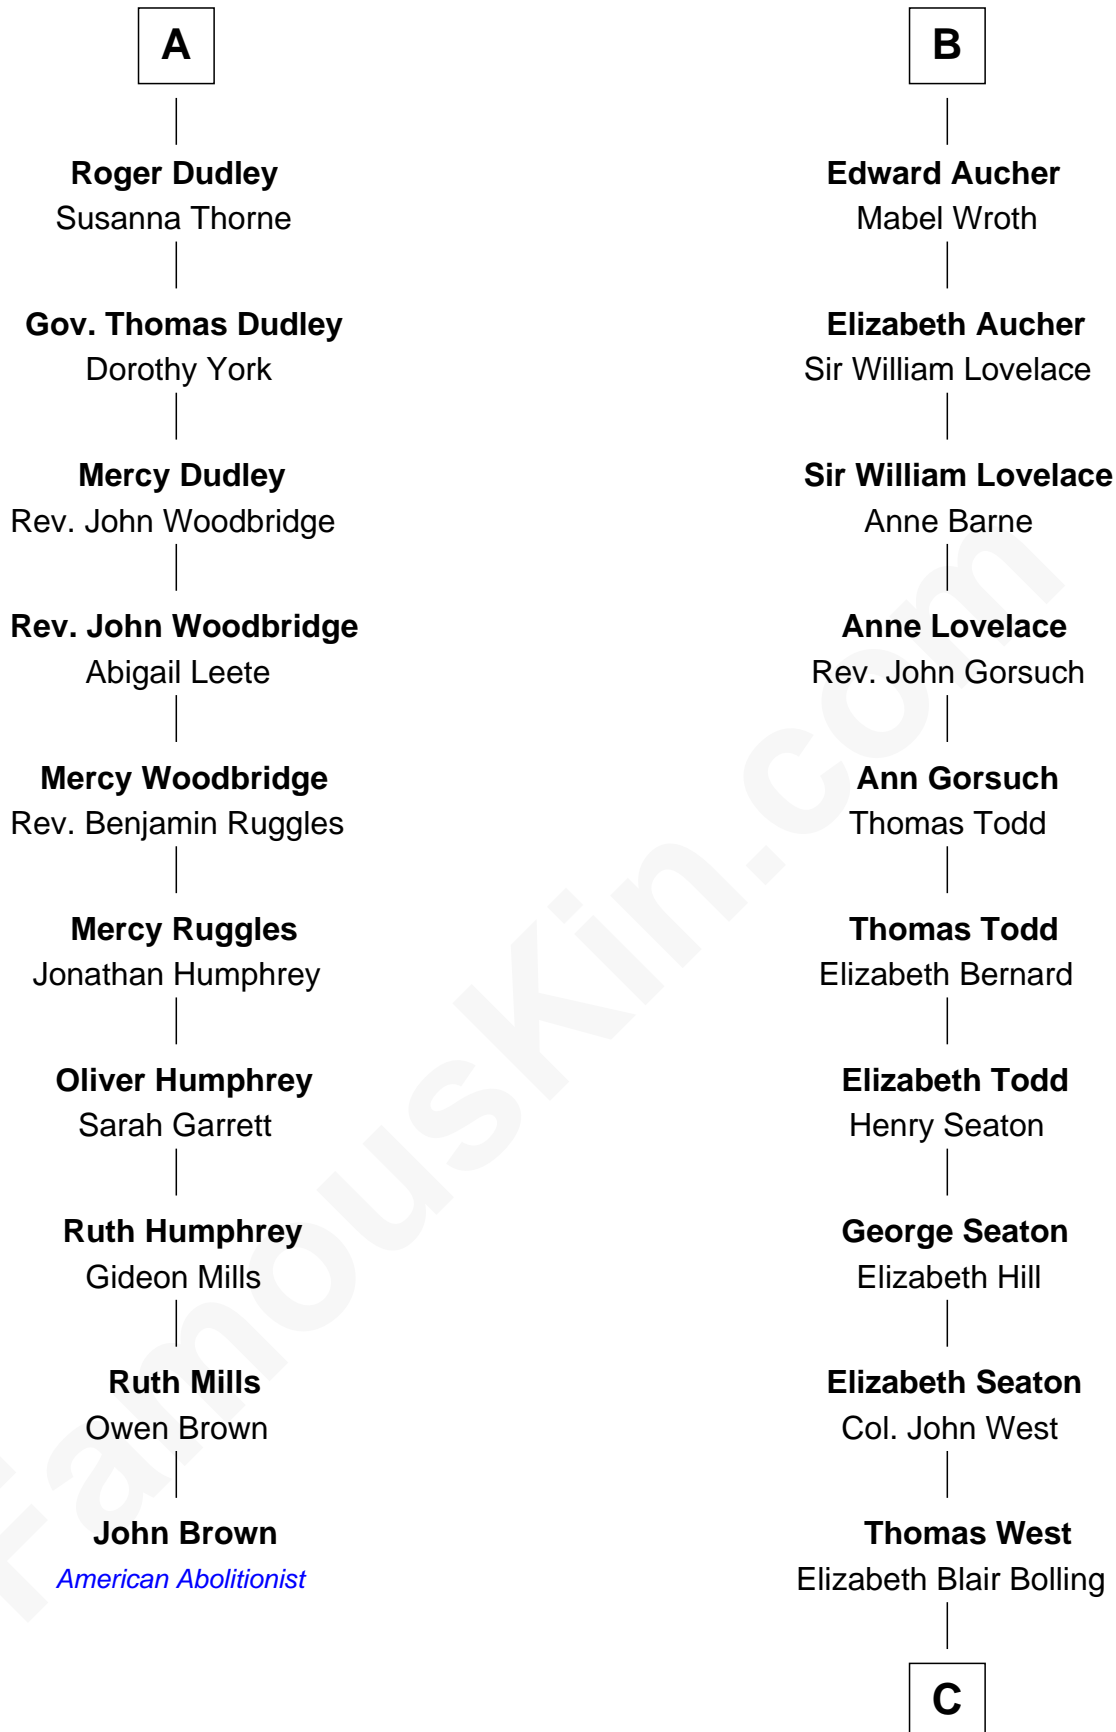 A
Roger Dudley
Susanna Thorne
Gov. Thomas Dudley
Dorothy York
Mercy Dudley
Rev. John Woodbridge
Rev. John Woodbridge
Abigail Leete
Mercy Woodbridge
Rev. Benjamin Ruggles
Mercy Ruggles
Jonathan Humphrey
Oliver Humphrey
Sarah Garrett
Ruth Humphrey
Gideon Mills
Ruth Mills
Owen Brown
John Brown
American Abolitionist
B
Edward Aucher
Mabel Wroth
Elizabeth Aucher
Sir William Lovelace
Sir William Lovelace
Anne Barne
Anne Lovelace
Rev. John Gorsuch
Ann Gorsuch
Thomas Todd
Thomas Todd
Elizabeth Bernard
Elizabeth Todd
Henry Seaton
George Seaton
Elizabeth Hill
Elizabeth Seaton
Col. John West
Thomas West
Elizabeth Blair Bolling
C
FamousKin.com